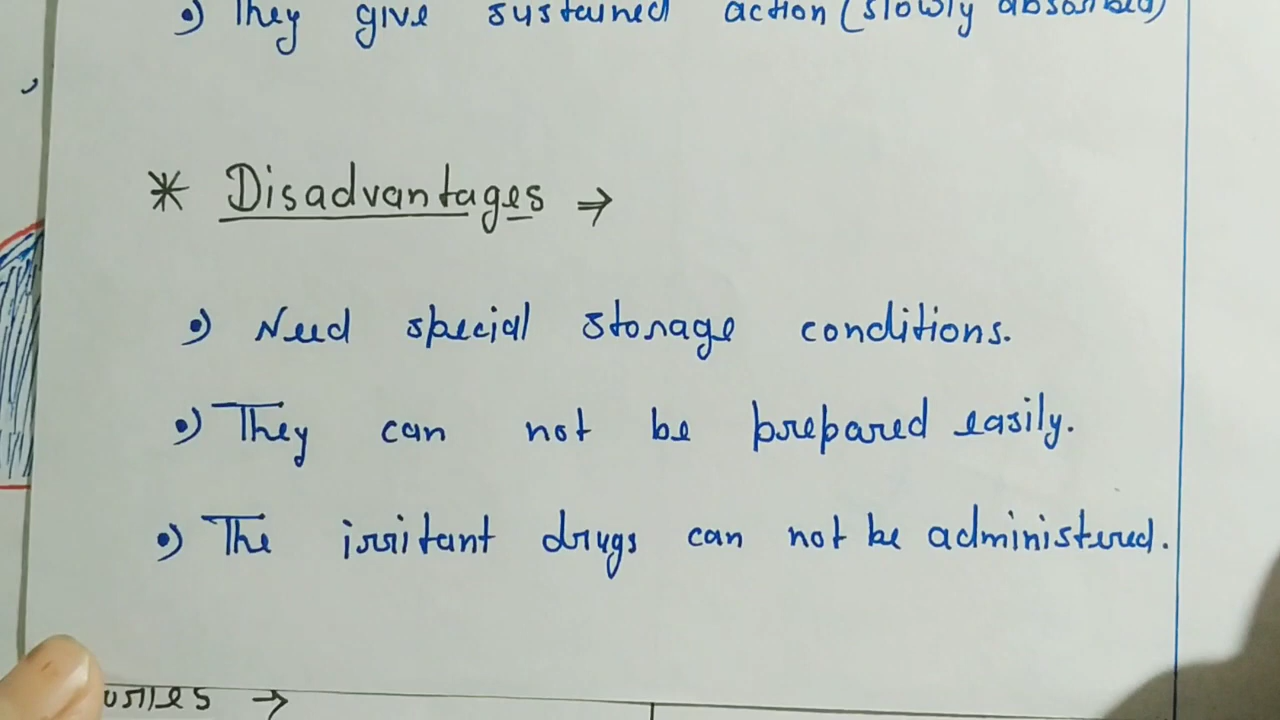 •) They give sustained action (slowly absorbed)
* Disadvantages →
•) Need special storage conditions.
•) They can not be prepared easily.
•) The irritant drugs can not be administered.
→